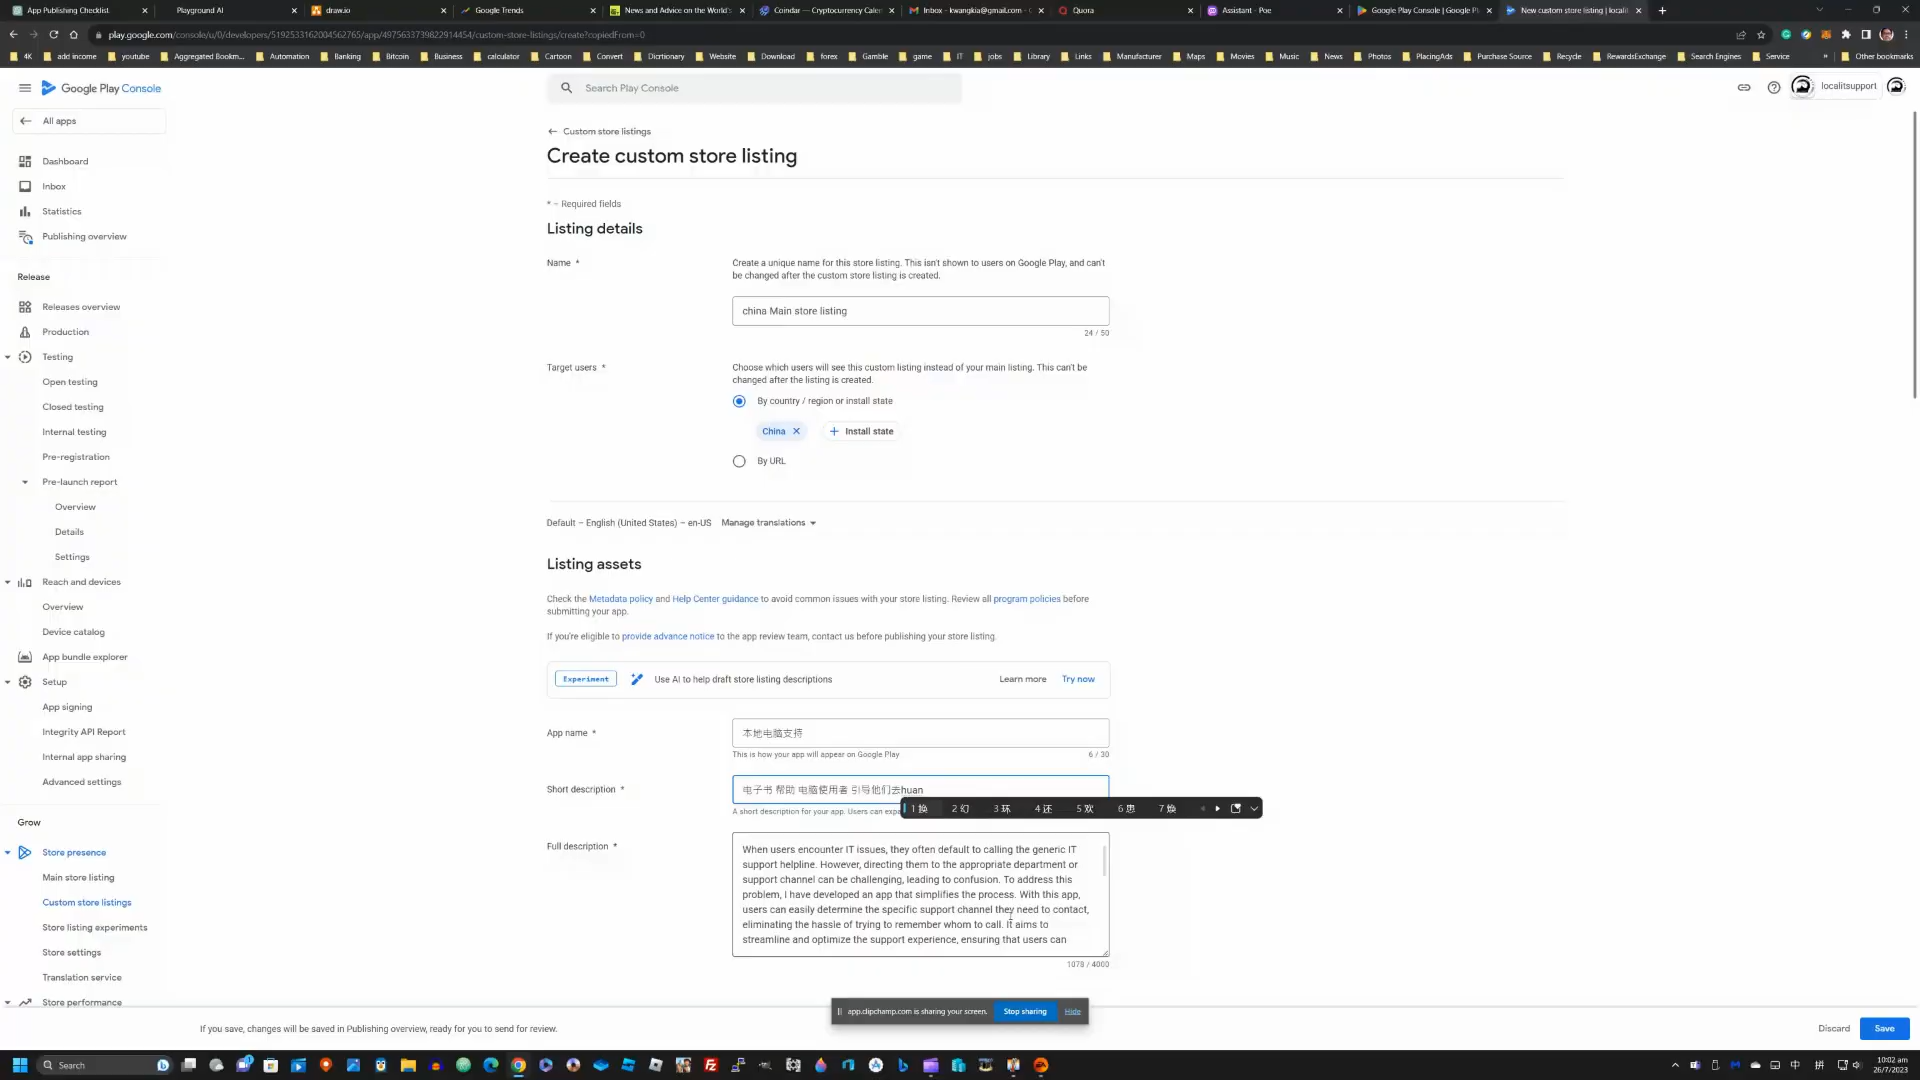 App Publishing Checklist
Playground AI
draw.io
Google Trends
News and Advice on the World's
Coindar — Cryptocurrency Calen
Inbox - kwangkia@gmail.com -
Quora
Assistant - Poe
Google Play Console | Google Pl
New custom store listing | locali
play.google.com/console/u/0/developers/5192533162004562765/app/4975633739822914454/custom-store-listings/create?copiedFrom=0
4K
add income
youtube
Aggregated Bookm...
Automation
Banking
Bitcoin
Business
calculator
Cartoon
Convert
Dictionary
Website
Download
forex
Gamble
game
IT
jobs
Library
Links
Manufacturer
Maps
Movies
Music
News
Photos
PlacingAds
Purchase Source
Recycle
RewardsExchange
Search Engines
Service
»
Other bookmarks
Google Play Console
Search Play Console
localitsupport
All apps
Dashboard
Inbox
Statistics
Publishing overview
Release
Releases overview
Production
Testing
Open testing
Closed testing
Internal testing
Pre-registration
Pre-launch report
Overview
Details
Settings
Reach and devices
Overview
Device catalog
App bundle explorer
Setup
App signing
Integrity API Report
Internal app sharing
Advanced settings
Grow
Store presence
Main store listing
Custom store listings
Store listing experiments
Store settings
Translation service
Store performance
Custom store listings
Create custom store listing
* – Required fields
Listing details
Name *
Create a unique name for this store listing. This isn't shown to users on Google Play, and can't
be changed after the custom store listing is created.
china Main store listing
24 / 50
Target users *
Choose which users will see this custom listing instead of your main listing. This can't be
changed after the listing is created.
By country / region or install state
China
Install state
By URL
Default – English (United States) – en-US Manage translations
Listing assets
Check the Metadata policy and Help Center guidance to avoid common issues with your store listing. Review all program policies before
submitting your app.
If you're eligible to provide advance notice to the app review team, contact us before publishing your store listing.
Experiment
Use AI to help draft store listing descriptions
Learn more
Try now
App name *
本地电脑支持
This is how your app will appear on Google Play
6 / 30
Short description *
电子书 帮助 电脑使用者 引导他们去huan
A short description for your app. Users can expa
1 换 2 幻 3 环 4 还 5 欢 6 患 7 焕
Full description *
When users encounter IT issues, they often default to calling the generic IT
support helpline. However, directing them to the appropriate department or
support channel can be challenging, leading to confusion. To address this
problem, I have developed an app that simplifies the process. With this app,
users can easily determine the specific support channel they need to contact,
eliminating the hassle of trying to remember whom to call. It aims to
streamline and optimize the support experience, ensuring that users can
1078 / 4000
app.clipchamp.com is sharing your screen.
Stop sharing
Hide
If you save, changes will be saved in Publishing overview, ready for you to send for review.
Discard
Save
Search
中
拼
10:02 am
26/7/2023